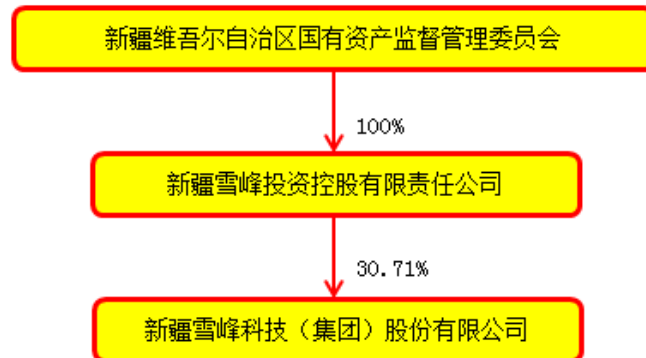 新疆维吾尔自治区国有资产监督管理委员会
100%
新疆雪峰投资控股有限责任公司
30.71%
新疆雪峰科技（集团）股份有限公司